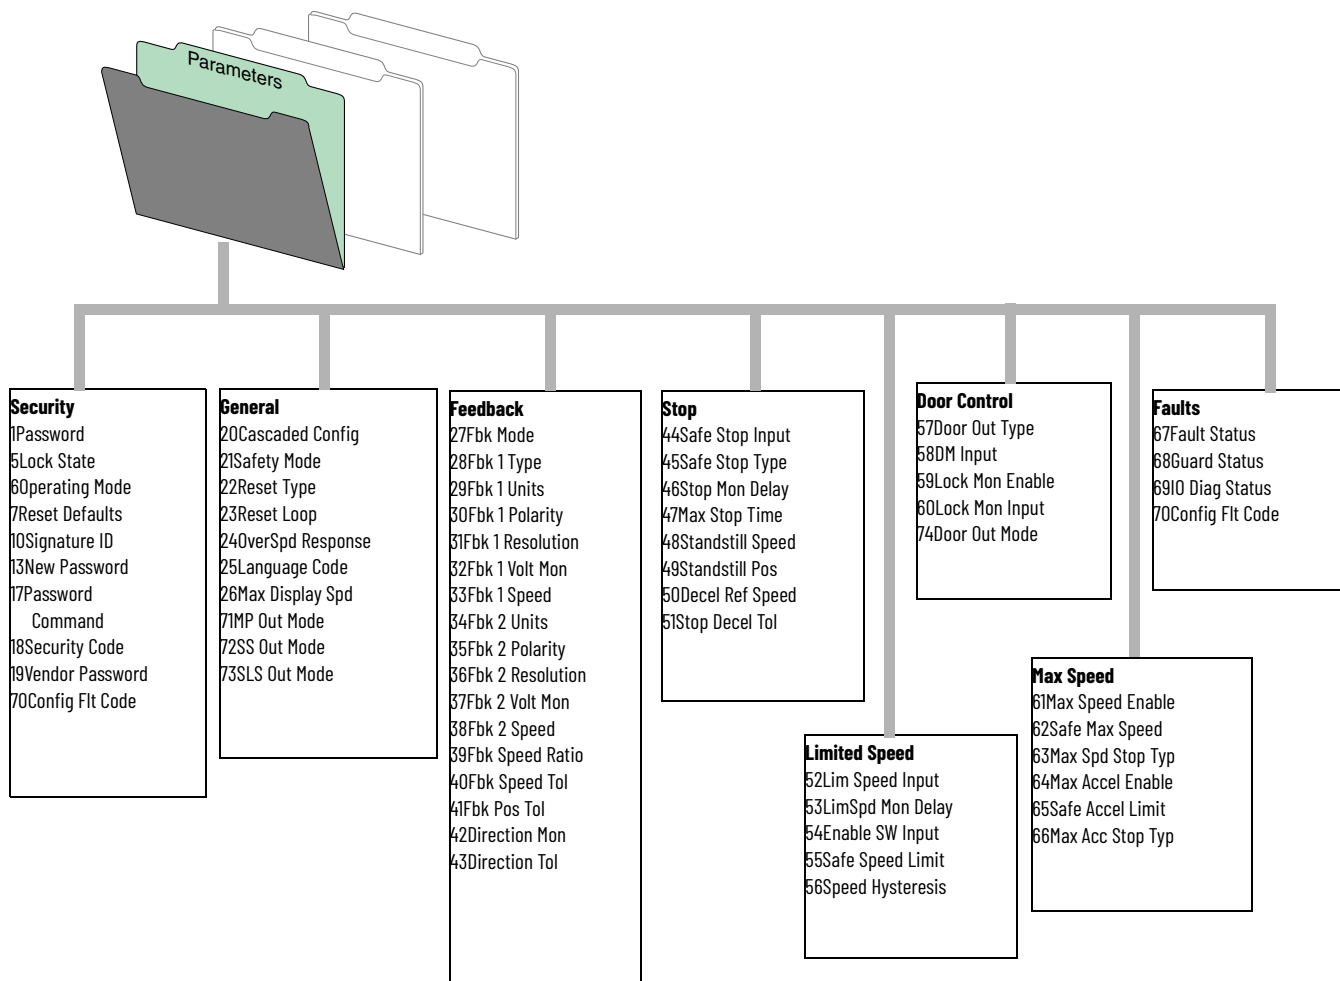 Parameters
Security
1Password
5Lock State
6Operating Mode
7Reset Defaults
10Signature ID
13New Password
17Password
Command
18Security Code
19Vendor Password
70Config Flt Code
General
20Cascaded Config
21Safety Mode
22Reset Type
23Reset Loop
24OverSpd Response
25Language Code
26Max Display Spd
71MP Out Mode
72SS Out Mode
73SLS Out Mode
Feedback
27Fbk Mode
28Fbk 1 Type
29Fbk 1 Units
30Fbk 1 Polarity
31Fbk 1 Resolution
32Fbk 1 Volt Mon
33Fbk 1 Speed
34Fbk 2 Units
35Fbk 2 Polarity
36Fbk 2 Resolution
37Fbk 2 Volt Mon
38Fbk 2 Speed
39Fbk Speed Ratio
40Fbk Speed Tol
41Fbk Pos Tol
42Direction Mon
43Direction Tol
Stop
44Safe Stop Input
45Safe Stop Type
46Stop Mon Delay
47Max Stop Time
48Standstill Speed
49Standstill Pos
50Decel Ref Speed
51Stop Decel Tol
Limited Speed
52Lim Speed Input
53LimSpd Mon Delay
54Enable SW Input
55Safe Speed Limit
56Speed Hysteresis
Door Control
57Door Out Type
58DM Input
59Lock Mon Enable
60Lock Mon Input
74Door Out Mode
Max Speed
61Max Speed Enable
62Safe Max Speed
63Max Spd Stop Typ
64Max Accel Enable
65Safe Accel Limit
66Max Acc Stop Typ
Faults
67Fault Status
68Guard Status
69IO Diag Status
70Config Flt Code